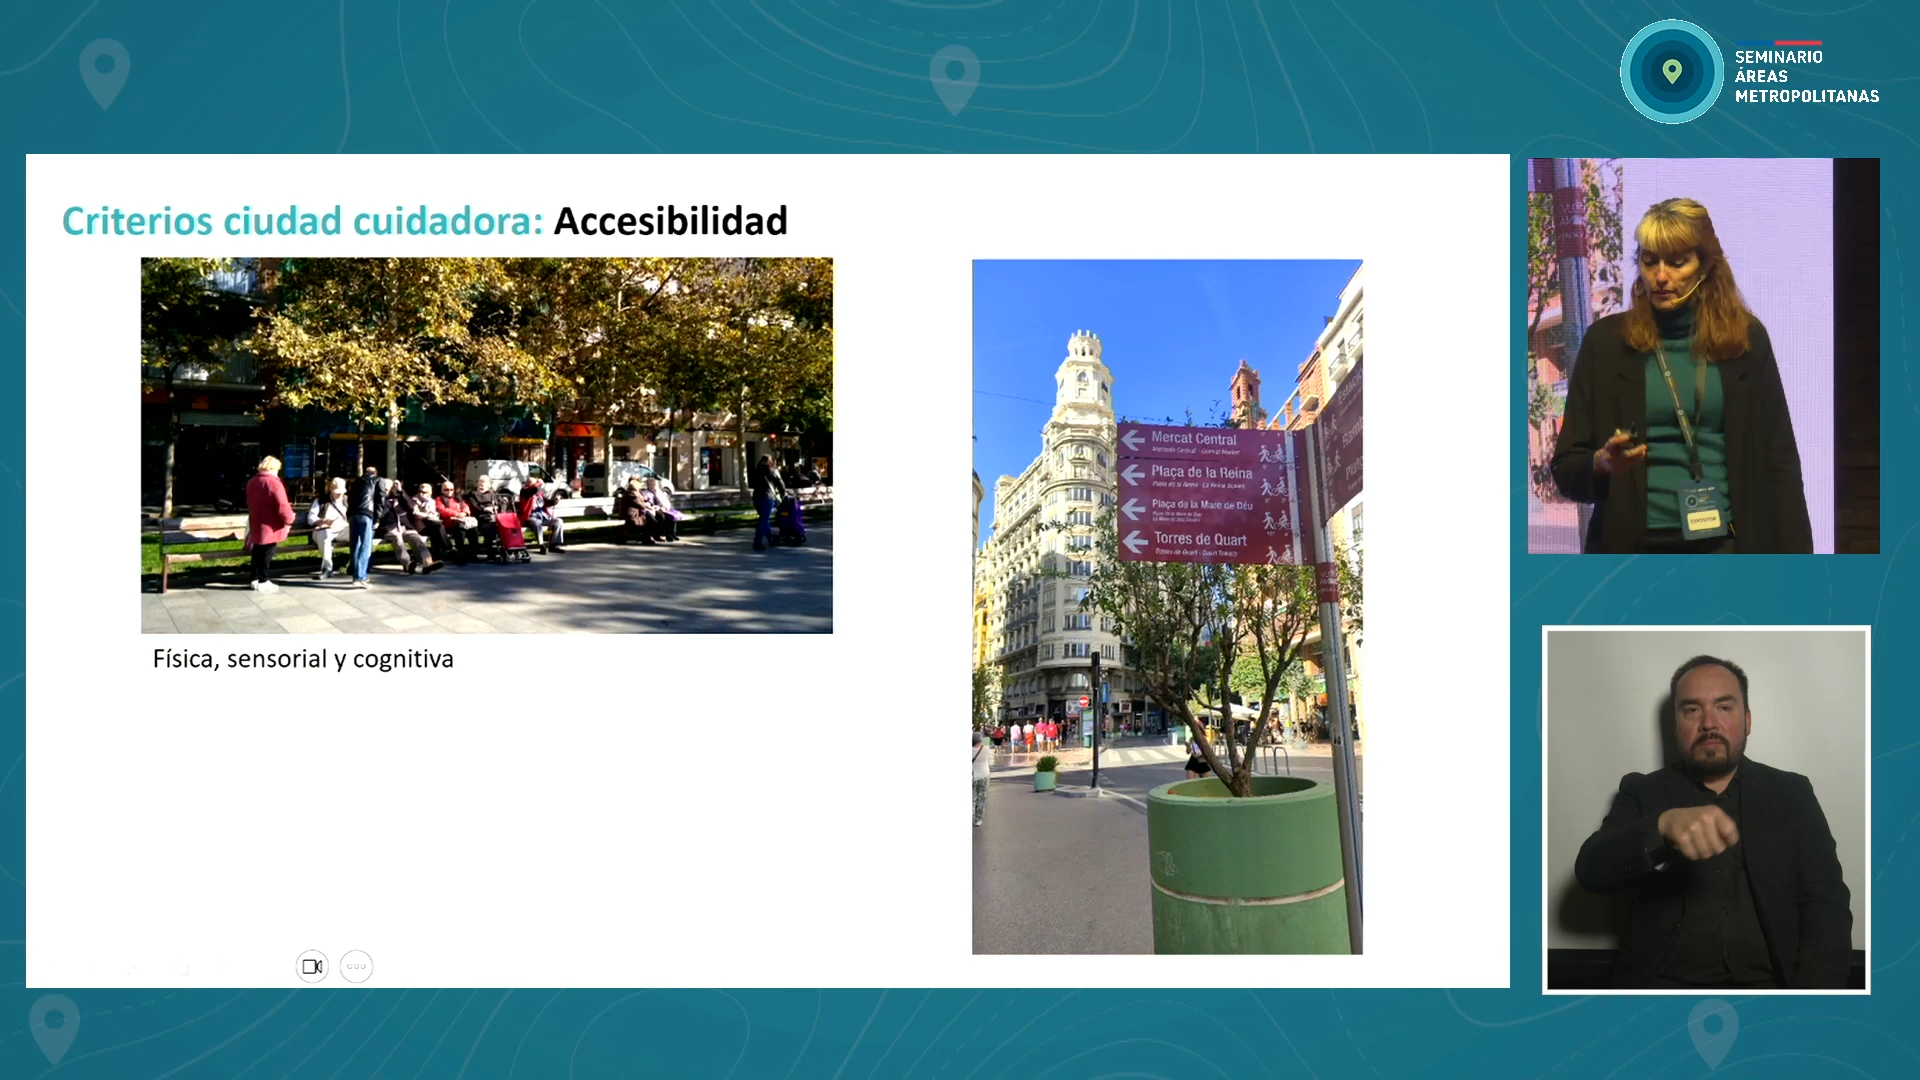 SEMINARIO
ÁREAS
METROPOLITANAS
Criterios ciudad cuidadora: Accesibilidad
Física, sensorial y cognitiva
Mercat Central
Plaça de la Reina
Plaça de la Mare de Déu
Torres de Quart
EXPOSITOR